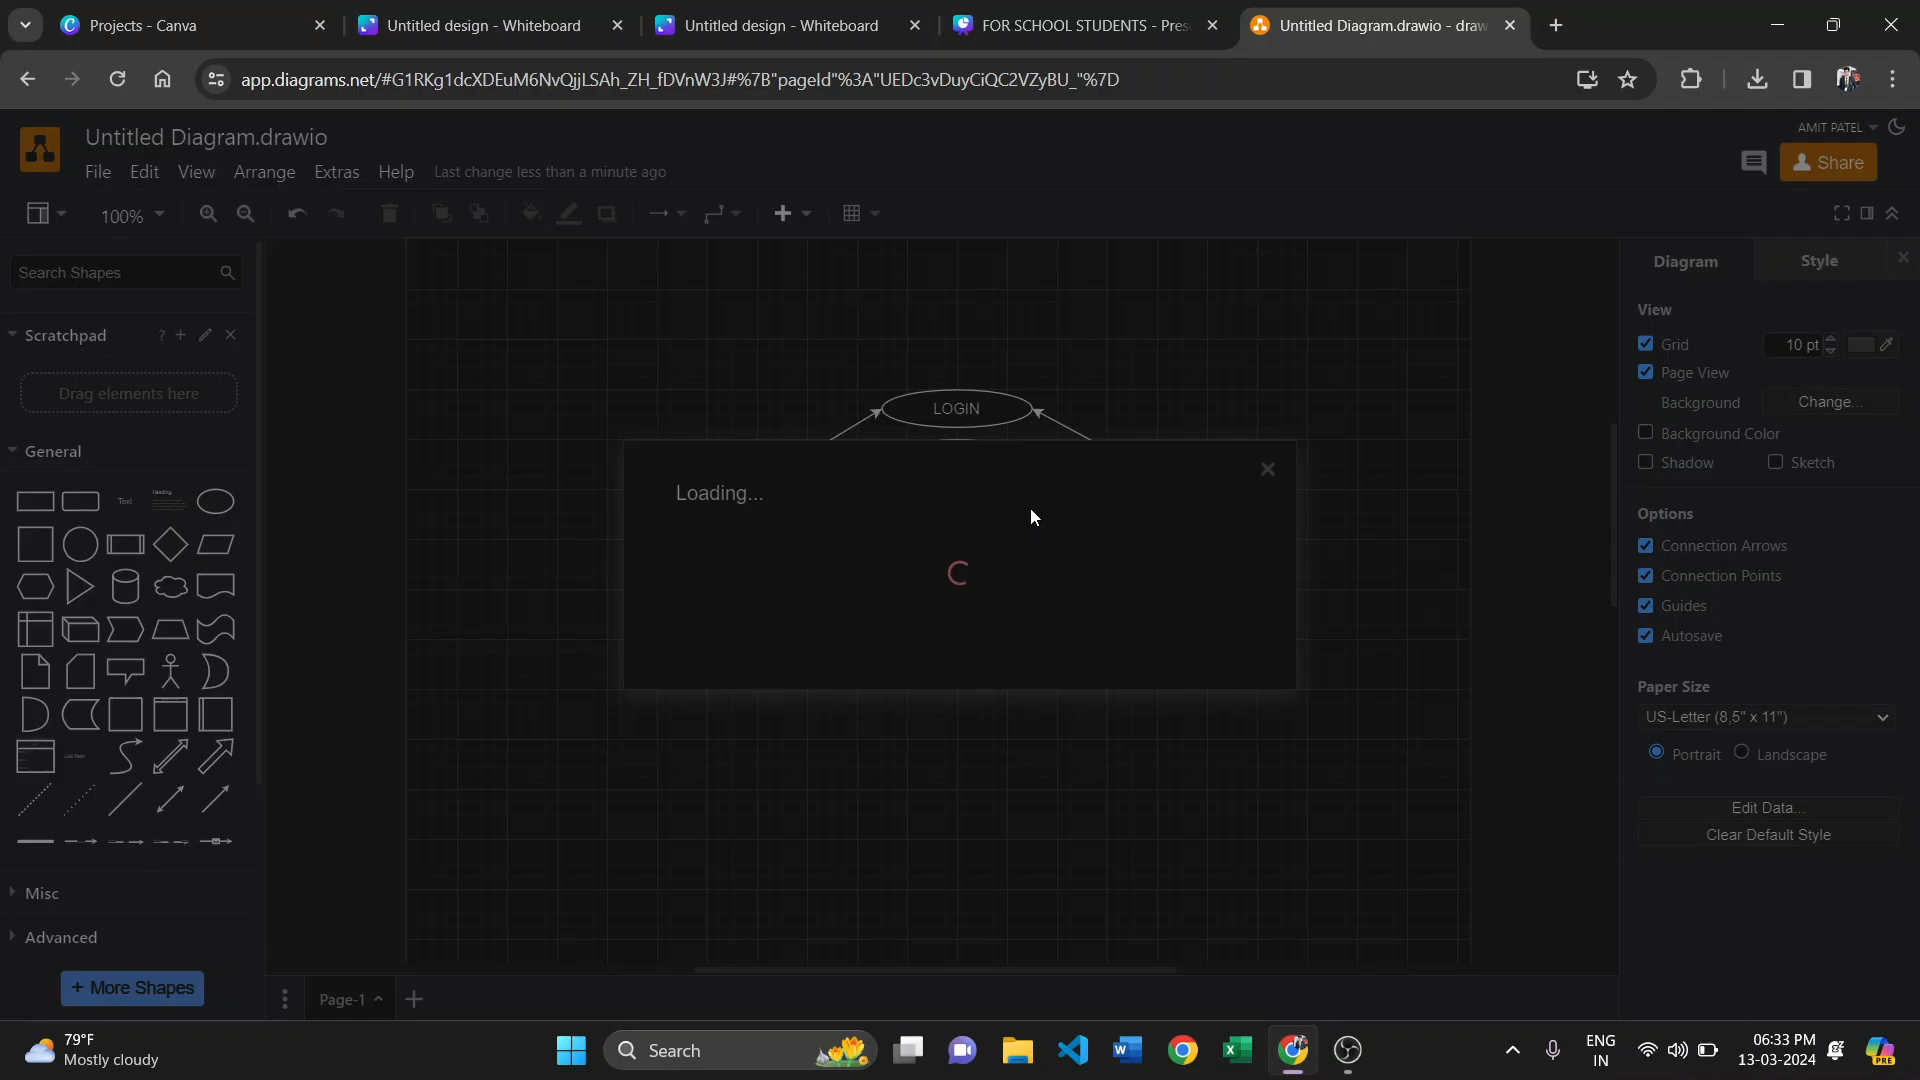 Projects - Canva
Untitled design - Whiteboard
Untitled design - Whiteboard
FOR SCHOOL STUDENTS - Pres
Untitled Diagram.drawio - draw
app.diagrams.net/#G1RKg1dcXDEuM6NvQjjLSAh_ZH_fDVnW3J#%7B"pageId"%3A"UEDc3vDuyCiQC2VZyBU_"%7D
Untitled Diagram.drawio
AMIT PATEL
File Edit View Arrange Extras Help Last change less than a minute ago
Share
100%
Search Shapes
Diagram Style
Scratchpad ?
Drag elements here
General
Text
Heading
List Item
Misc
Advanced
+ More Shapes
LOGIN
Loading...
Page-1
View
Grid 10 pt
Page View
Background Change...
Background Color
Shadow Sketch
Options
Connection Arrows
Connection Points
Guides
Autosave
Paper Size
US-Letter (8,5" x 11")
Portrait Landscape
Edit Data...
Clear Default Style
79°F
Mostly cloudy
Search
ENG
IN
06:33 PM
13-03-2024
PRE